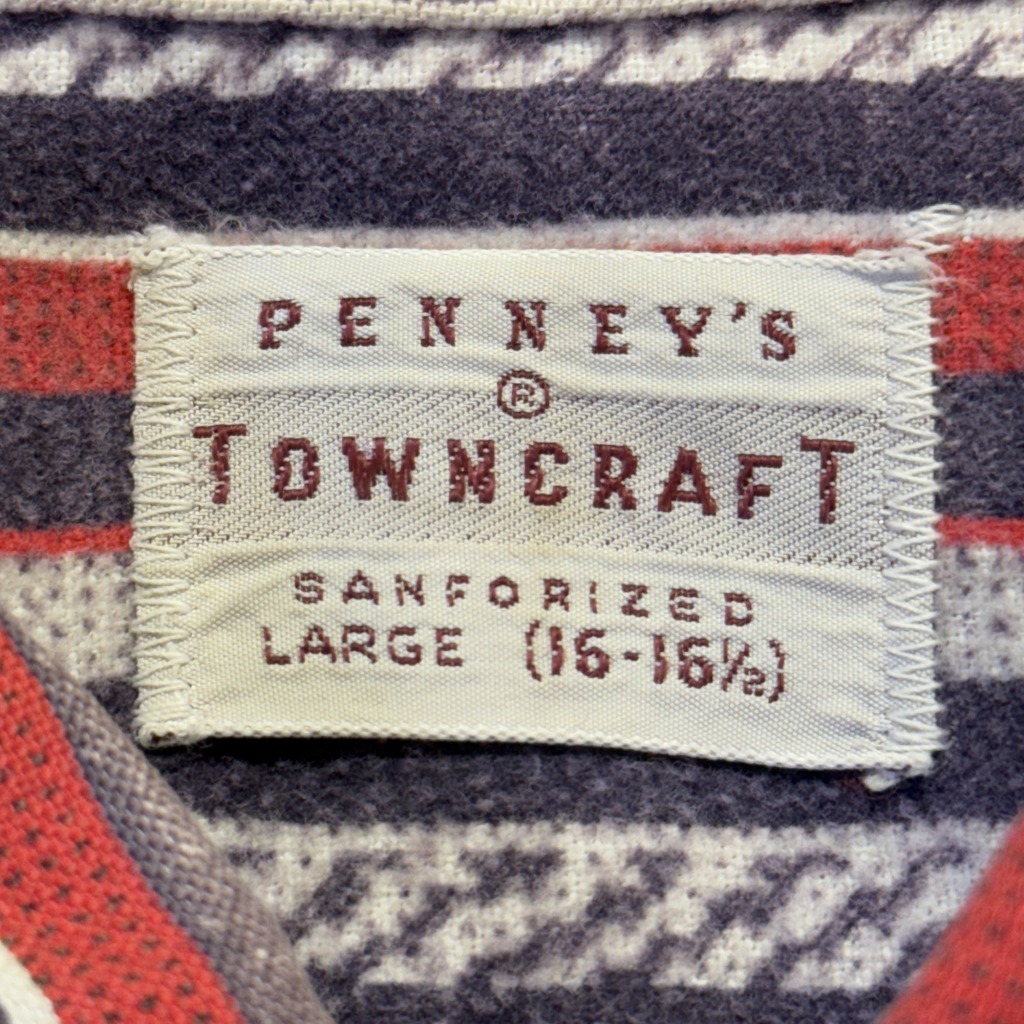 PENNEY'S
®
TOWNCRAFT
SANFORIZED
LARGE (16-16½)